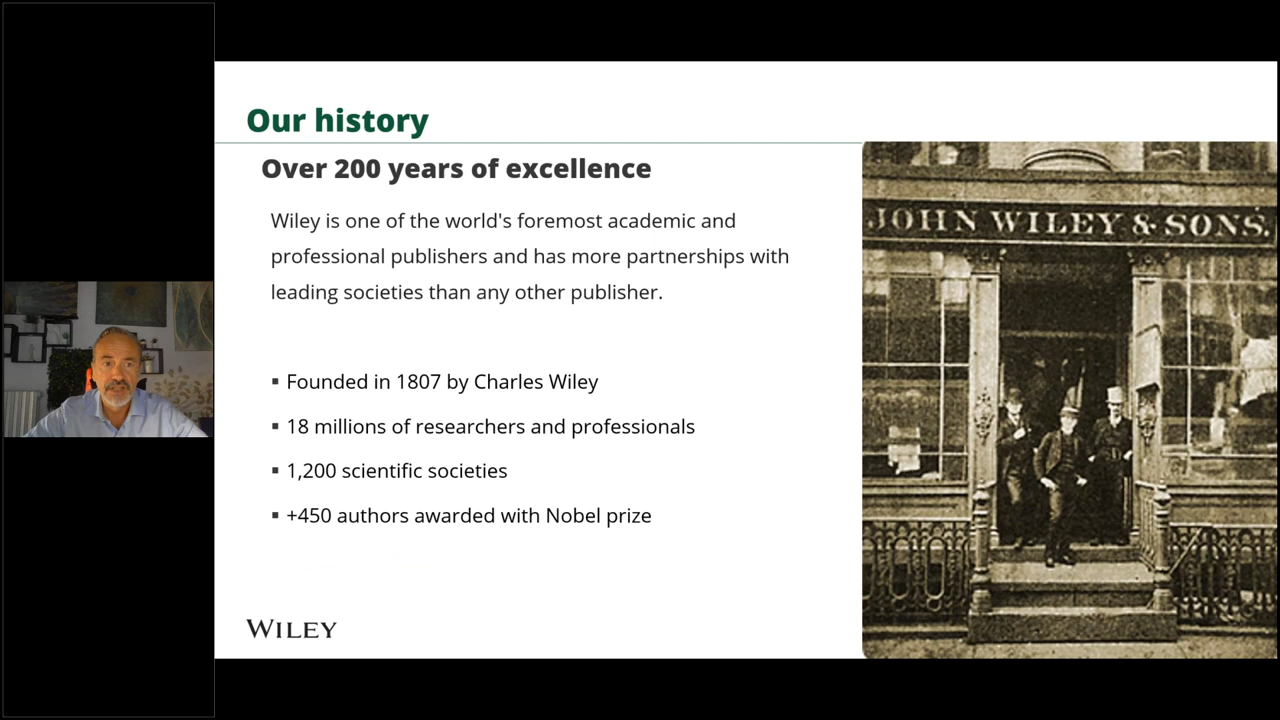 Our history
Over 200 years of excellence
Wiley is one of the world's foremost academic and
professional publishers and has more partnerships with
leading societies than any other publisher.
▪ Founded in 1807 by Charles Wiley
▪ 18 millions of researchers and professionals
▪ 1,200 scientific societies
▪ +450 authors awarded with Nobel prize
WILEY
JOHN WILEY & SONS.